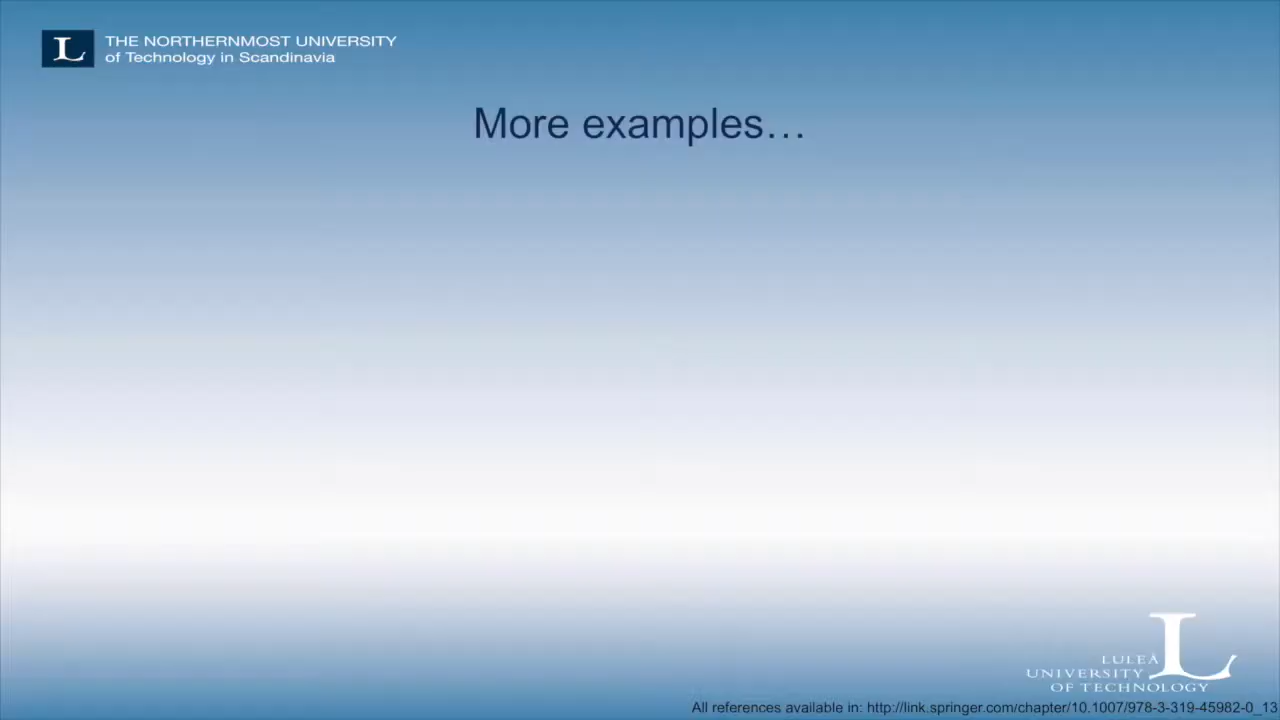 L
THE NORTHERNMOST UNIVERSITY
of Technology in Scandinavia
More examples…
L
LULEÅ
UNIVERSITY
OF TECHNOLOGY
All references available in: http://link.springer.com/chapter/10.1007/978-3-319-45982-0_13